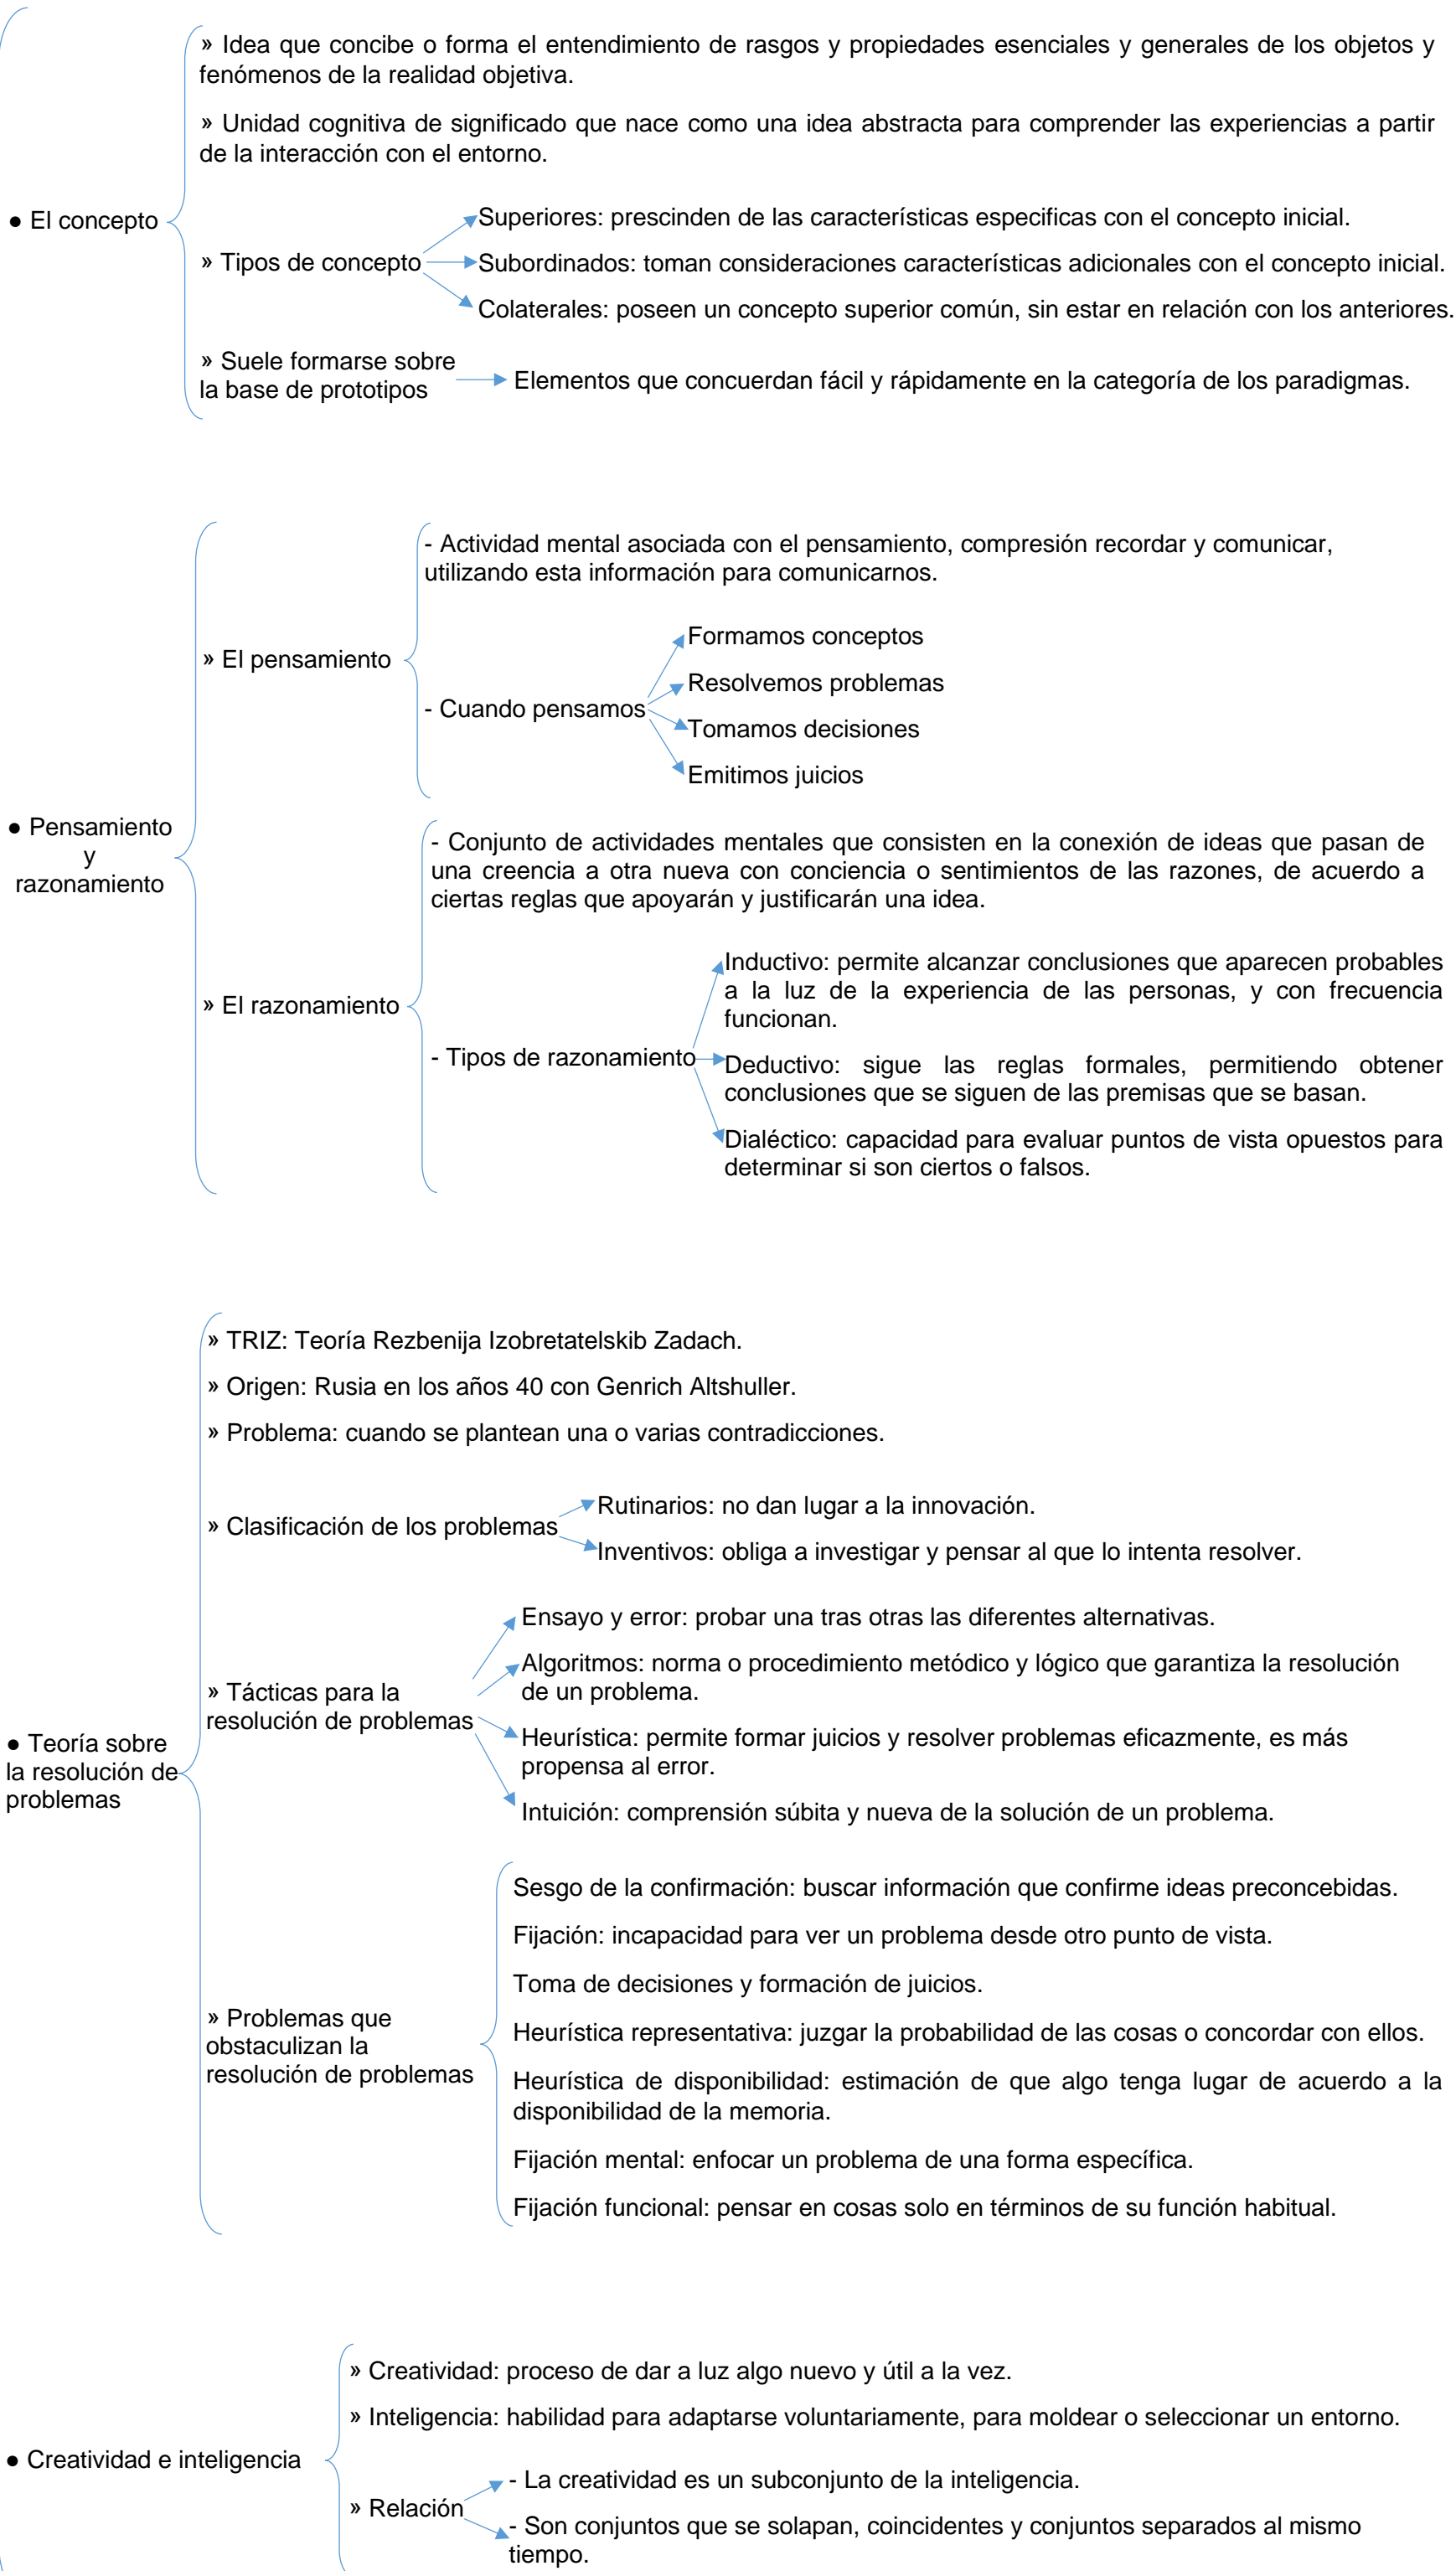 » Idea que concibe o forma el entendimiento de rasgos y propiedades esenciales y generales de los objetos y
fenómenos de la realidad objetiva.
» Unidad cognitiva de significado que nace como una idea abstracta para comprender las experiencias a partir
de la interacción con el entorno.
● El concepto
» Tipos de concepto
Superiores: prescinden de las características especificas con el concepto inicial.
Subordinados: toman consideraciones características adicionales con el concepto inicial.
Colaterales: poseen un concepto superior común, sin estar en relación con los anteriores.
» Suele formarse sobre
la base de prototipos
Elementos que concuerdan fácil y rápidamente en la categoría de los paradigmas.
● Pensamiento
y
razonamiento
» El pensamiento
- Actividad mental asociada con el pensamiento, compresión recordar y comunicar,
utilizando esta información para comunicarnos.
- Cuando pensamos
Formamos conceptos
Resolvemos problemas
Tomamos decisiones
Emitimos juicios
» El razonamiento
- Conjunto de actividades mentales que consisten en la conexión de ideas que pasan de
una creencia a otra nueva con conciencia o sentimientos de las razones, de acuerdo a
ciertas reglas que apoyarán y justificarán una idea.
- Tipos de razonamiento
Inductivo: permite alcanzar conclusiones que aparecen probables
a la luz de la experiencia de las personas, y con frecuencia
funcionan.
Deductivo: sigue las reglas formales, permitiendo obtener
conclusiones que se siguen de las premisas que se basan.
Dialéctico: capacidad para evaluar puntos de vista opuestos para
determinar si son ciertos o falsos.
● Teoría sobre
la resolución de
problemas
» TRIZ: Teoría Rezbenija Izobretatelskib Zadach.
» Origen: Rusia en los años 40 con Genrich Altshuller.
» Problema: cuando se plantean una o varias contradicciones.
» Clasificación de los problemas
Rutinarios: no dan lugar a la innovación.
Inventivos: obliga a investigar y pensar al que lo intenta resolver.
» Tácticas para la
resolución de problemas
Ensayo y error: probar una tras otras las diferentes alternativas.
Algoritmos: norma o procedimiento metódico y lógico que garantiza la resolución
de un problema.
Heurística: permite formar juicios y resolver problemas eficazmente, es más
propensa al error.
Intuición: comprensión súbita y nueva de la solución de un problema.
» Problemas que
obstaculizan la
resolución de problemas
Sesgo de la confirmación: buscar información que confirme ideas preconcebidas.
Fijación: incapacidad para ver un problema desde otro punto de vista.
Toma de decisiones y formación de juicios.
Heurística representativa: juzgar la probabilidad de las cosas o concordar con ellos.
Heurística de disponibilidad: estimación de que algo tenga lugar de acuerdo a la
disponibilidad de la memoria.
Fijación mental: enfocar un problema de una forma específica.
Fijación funcional: pensar en cosas solo en términos de su función habitual.
● Creatividad e inteligencia
» Creatividad: proceso de dar a luz algo nuevo y útil a la vez.
» Inteligencia: habilidad para adaptarse voluntariamente, para moldear o seleccionar un entorno.
» Relación
- La creatividad es un subconjunto de la inteligencia.
- Son conjuntos que se solapan, coincidentes y conjuntos separados al mismo
tiempo.